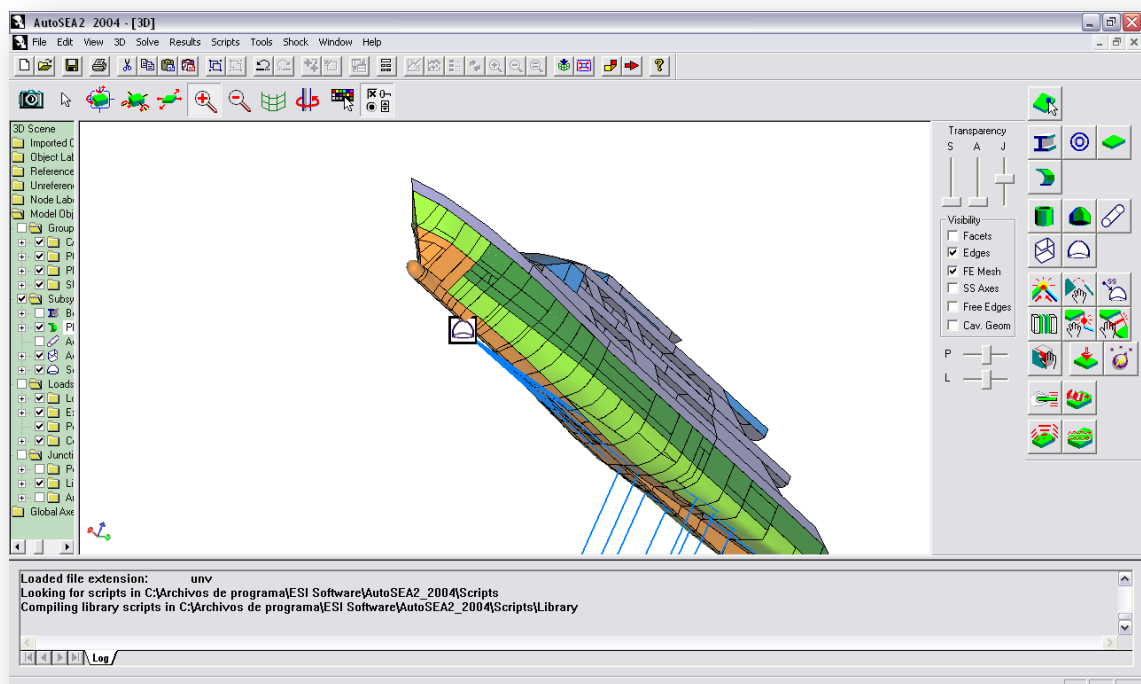 AutoSEA2 2004 - [3D]
File Edit View 3D Solve Results Scripts Tools Shock Window Help
3D Scene
Imported C
Object Lab
Reference
Unreferen
Node Lab
Model Obj
Group
Subsy
Loads
Juncti
Global Axe
Transparency
S A J
Visibility
Facets
Edges
FE Mesh
SS Axes
Free Edges
Cav. Geom
P
L
SS
Loaded file extension: unv
Looking for scripts in C:\Archivos de programa\ESI Software\AutoSEA2_2004\Scripts
Compiling library scripts in C:\Archivos de programa\ESI Software\AutoSEA2_2004\Scripts\Library
Log